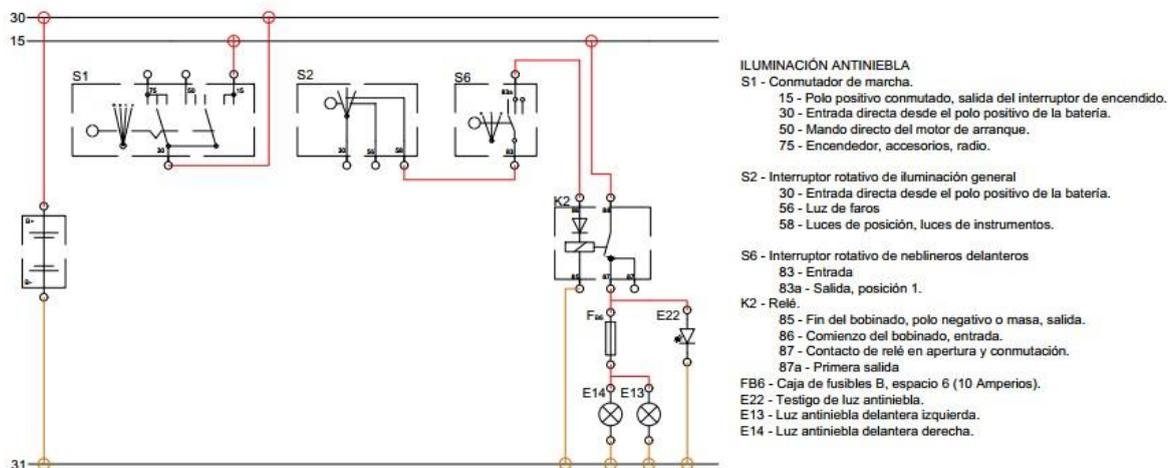 30
15
S1
75
50
15
30
S2
30
56
58
S6
83a
83
ILUMINACIÓN ANTINIEBLA
S1 - Conmutador de marcha.
15 - Polo positivo conmutado, salida del interruptor de encendido.
30 - Entrada directa desde el polo positivo de la batería.
50 - Mando directo del motor de arranque.
75 - Encendedor, accesorios, radio.
S2 - Interruptor rotativo de iluminación general
30 - Entrada directa desde el polo positivo de la batería.
56 - Luz de faros
58 - Luces de posición, luces de instrumentos.
S6 - Interruptor rotativo de neblineros delanteros
83 - Entrada
83a - Salida, posición 1.
K2 - Relé.
85 - Fin del bobinado, polo negativo o masa, salida.
86 - Comienzo del bobinado, entrada.
87 - Contacto de relé en apertura y conmutación.
87a - Primera salida
FB6 - Caja de fusibles B, espacio 6 (10 Amperios).
E22 - Testigo de luz antiniebla.
E13 - Luz antiniebla delantera izquierda.
E14 - Luz antiniebla delantera derecha.
B+
B-
K2
85
87
87
FB6
E22
E14
E13
31